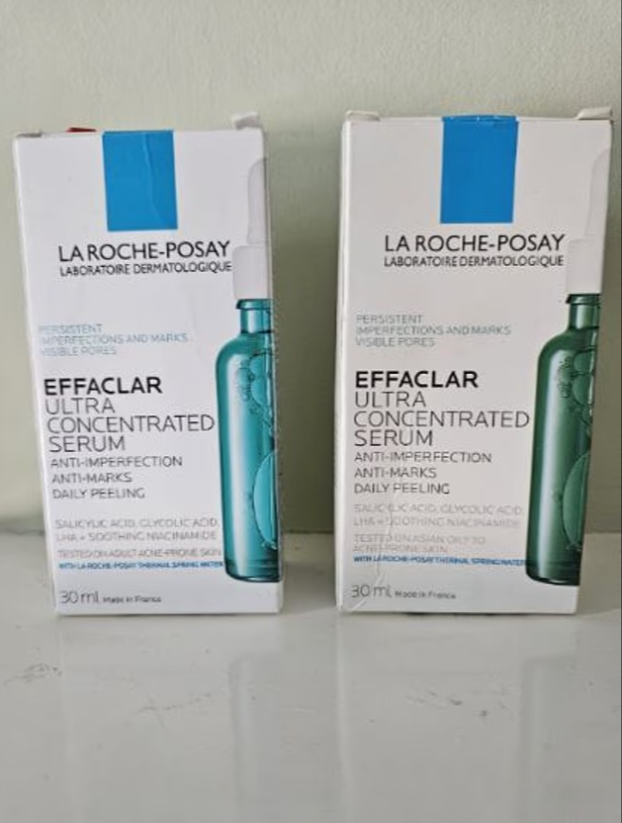 LA ROCHE-POSAY
LABORATOIRE DERMATOLOGIQUE
PERSISTENT
IMPERFECTIONS AND MARKS
VISIBLE PORES
EFFACLAR
ULTRA
CONCENTRATED
SERUM
ANTI-IMPERFECTION
ANTI-MARKS
DAILY PEELING
SALICYLIC ACID, GLYCOLIC ACID,
LHA + SOOTHING NIACINAMIDE
TESTED ON ADULT ACNE-PRONE SKIN
WITH LA ROCHE-POSAY THERMAL SPRING WATER
30 ml Made in France
LA ROCHE-POSAY
LABORATOIRE DERMATOLOGIQUE
PERSISTENT
IMPERFECTIONS AND MARKS
VISIBLE PORES
EFFACLAR
ULTRA
CONCENTRATED
SERUM
ANTI-IMPERFECTION
ANTI-MARKS
DAILY PEELING
SALICYLIC ACID, GLYCOLIC ACID,
LHA + SOOTHING NIACINAMIDE
TESTED ON ASIAN OILY TO
ACNE-PRONE SKIN
WITH LA ROCHE-POSAY THERMAL SPRING WATER
30 ml Made in France